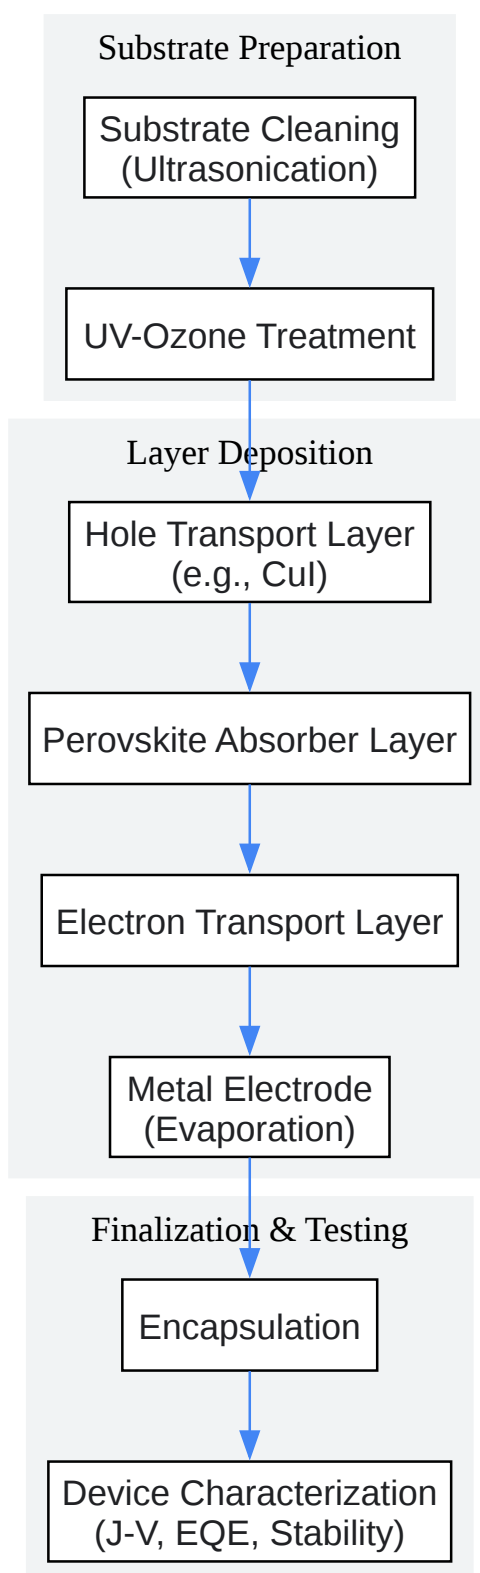 Substrate Preparation
Substrate Cleaning
(Ultrasonication)
UV-Ozone Treatment
Layer Deposition
Hole Transport Layer
(e.g., CuI)
Perovskite Absorber Layer
Electron Transport Layer
Metal Electrode
(Evaporation)
Finalization & Testing
Encapsulation
Device Characterization
(J-V, EQE, Stability)